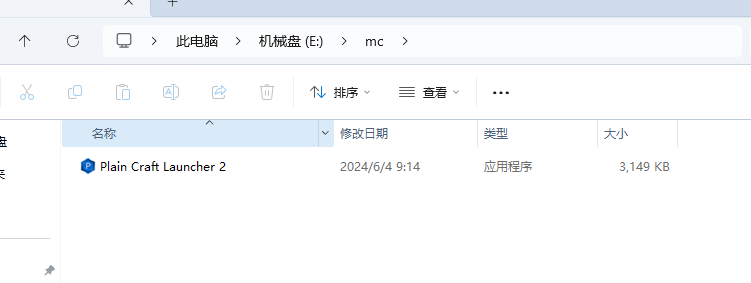 此电脑 机械盘 (E:) mc
排序 查看
名称 修改日期 类型 大小
盘
Plain Craft Launcher 2 2024/6/4 9:14 应用程序 3,149 KB